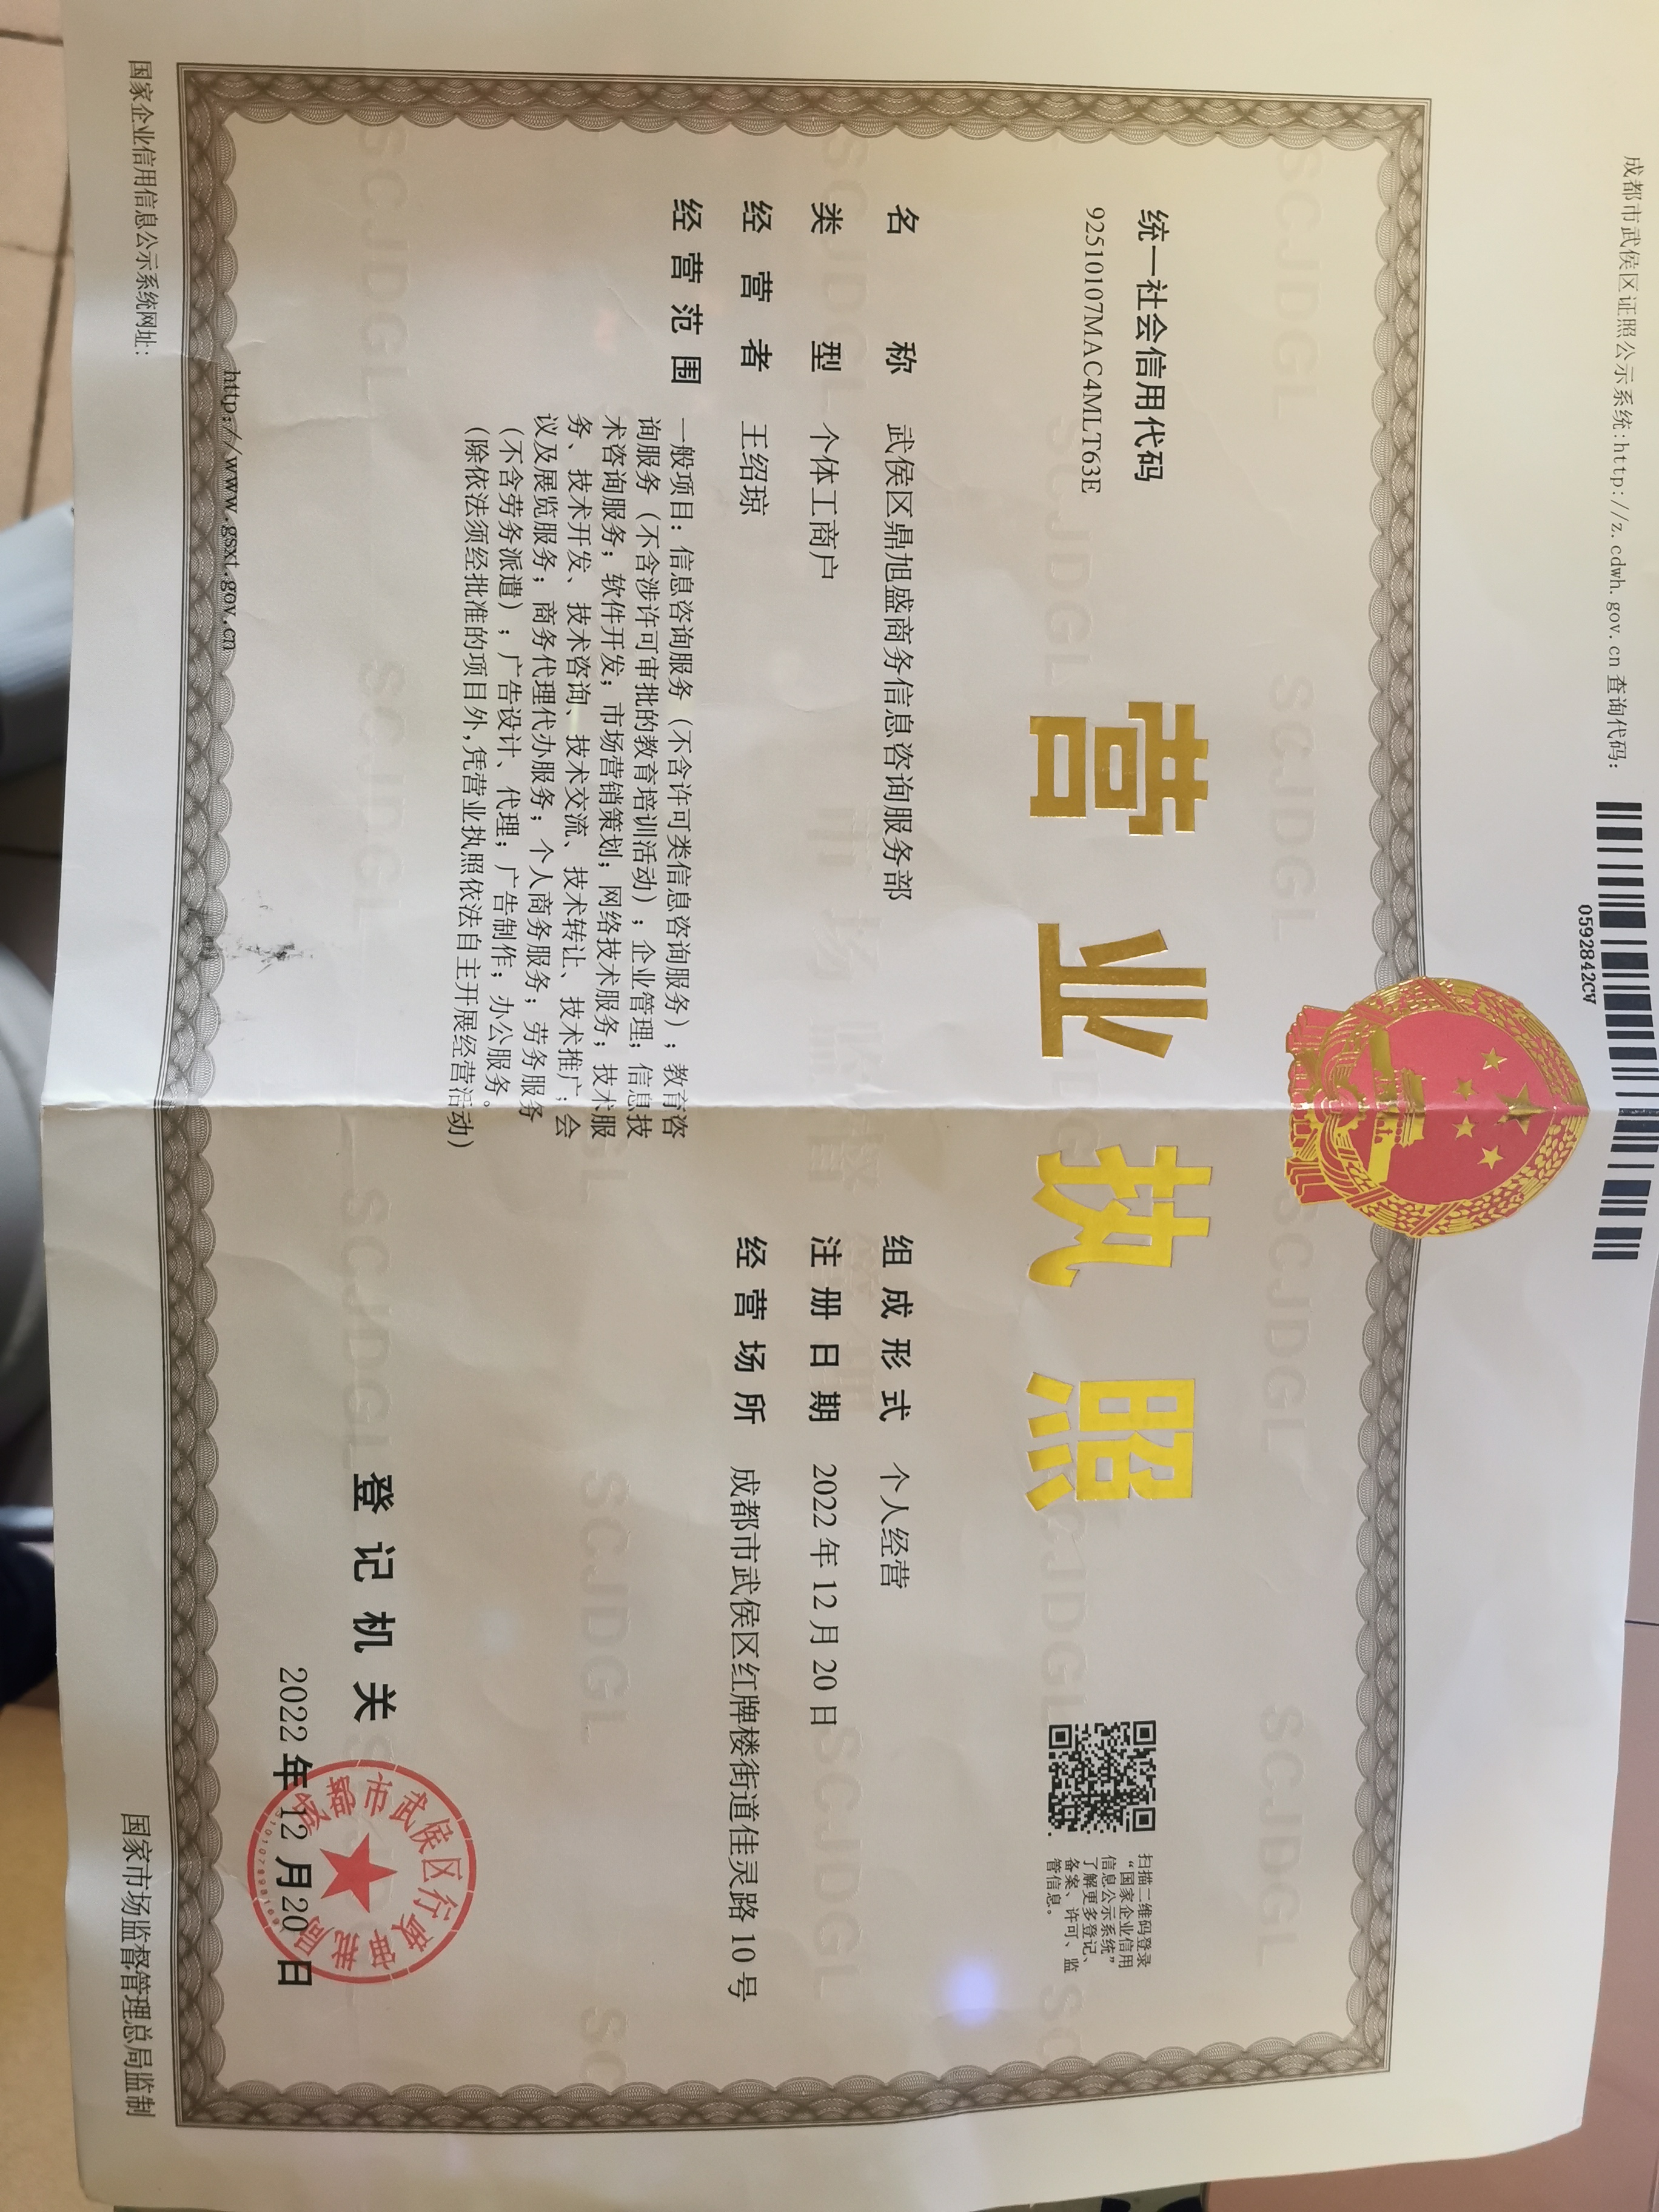 成都市武侯区证照公示系统:http://z.cdwh.gov.cn 查询代码:
0592842CV
营业执照
统一社会信用代码
92510107MAC4MLT63E
扫描二维码登录
“国家企业信用
信息公示系统”
了解更多登记、
备案、许可、监
管信息。
名称 武侯区鼎旭盛商务信息咨询服务部
类型 个体工商户
经营者 王绍琼
经营范围 一般项目：信息咨询服务（不含许可类信息咨询服务）；教育咨
询服务（不含涉许可审批的教育培训活动）；企业管理；信息技
术咨询服务；软件开发；市场营销策划；网络技术服务；技术服
务、技术开发、技术咨询、技术交流、技术转让、技术推广；会
议及展览服务；商务代理代办服务；个人商务服务；劳务服务
（不含劳务派遣）；广告设计、代理；广告制作；办公服务。
（除依法须经批准的项目外,凭营业执照依法自主开展经营活动）
组成形式 个人经营
注册日期 2022年12月20日
经营场所 成都市武侯区红牌楼街道佳灵路10号
登记机关
成都市武侯区行政审批局
2022年12月20日
国家企业信用信息公示系统网址：
http://www.gsxt.gov.cn
国家市场监督管理总局监制
SCJDGL